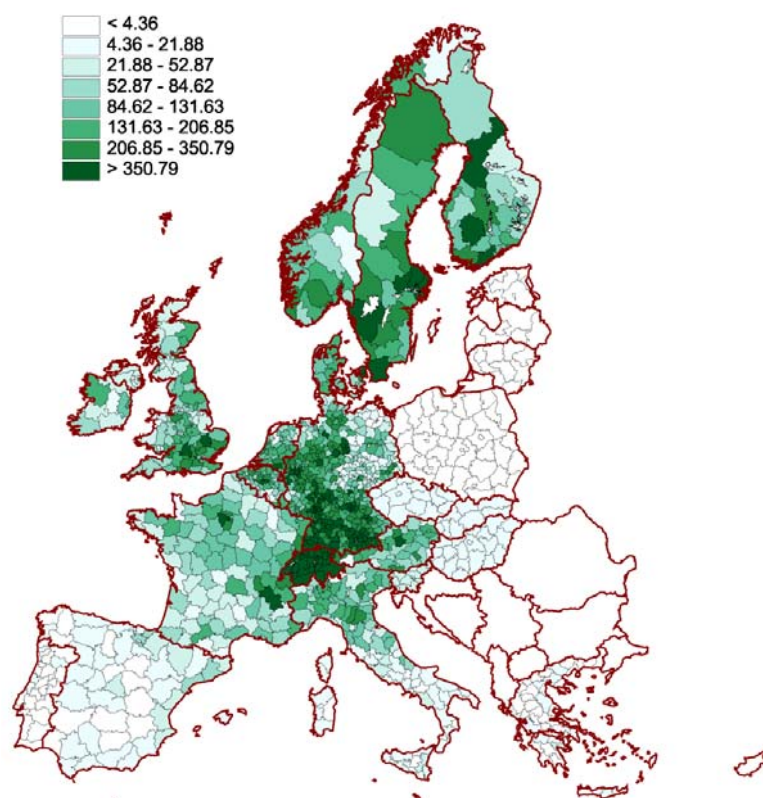 < 4.36
4.36 - 21.88
21.88 - 52.87
52.87 - 84.62
84.62 - 131.63
131.63 - 206.85
206.85 - 350.79
> 350.79